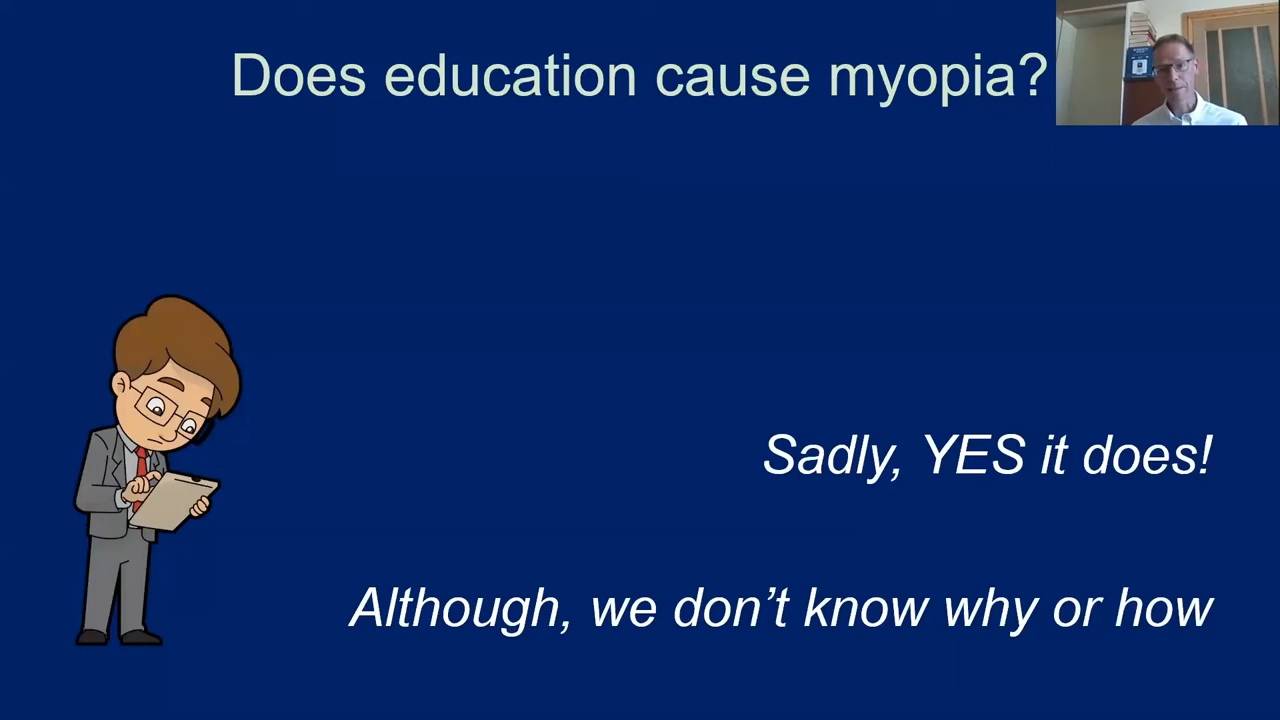 Does education cause myopia?
Sadly, YES it does!
Although, we don’t know why or how